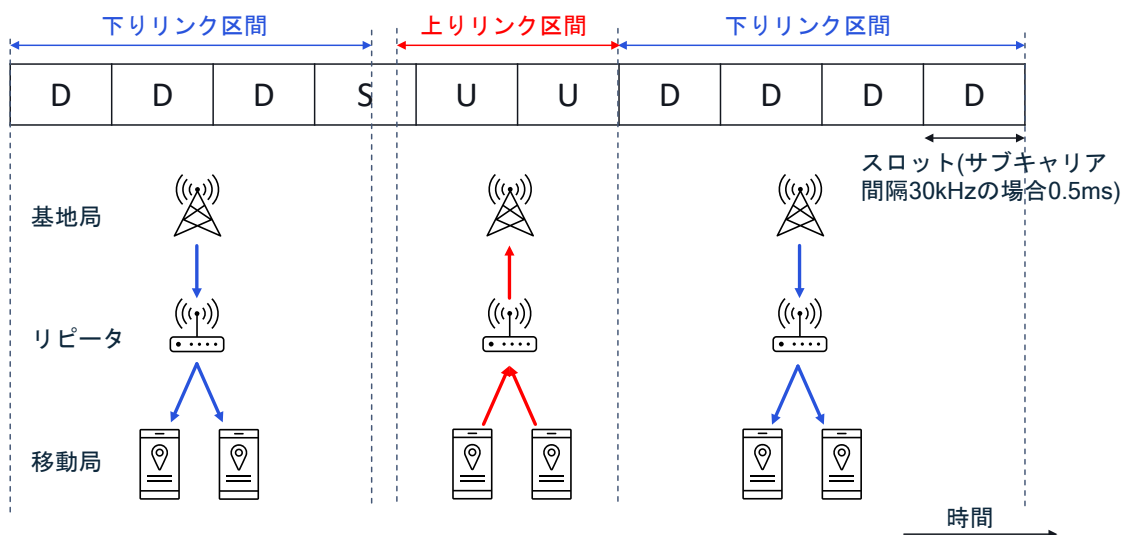 下りリンク区間 上りリンク区間 下りリンク区間
D D D S U U D D D D
スロット(サブキャリア
間隔30kHzの場合0.5ms)
基地局
リピータ
移動局
時間